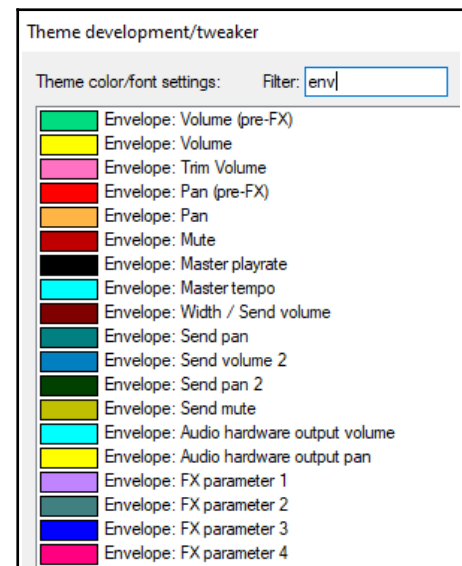 Theme development/tweaker
Theme color/font settings: Filter: env
Envelope: Volume (pre-FX)
Envelope: Volume
Envelope: Trim Volume
Envelope: Pan (pre-FX)
Envelope: Pan
Envelope: Mute
Envelope: Master playrate
Envelope: Master tempo
Envelope: Width / Send volume
Envelope: Send pan
Envelope: Send volume 2
Envelope: Send pan 2
Envelope: Send mute
Envelope: Audio hardware output volume
Envelope: Audio hardware output pan
Envelope: FX parameter 1
Envelope: FX parameter 2
Envelope: FX parameter 3
Envelope: FX parameter 4